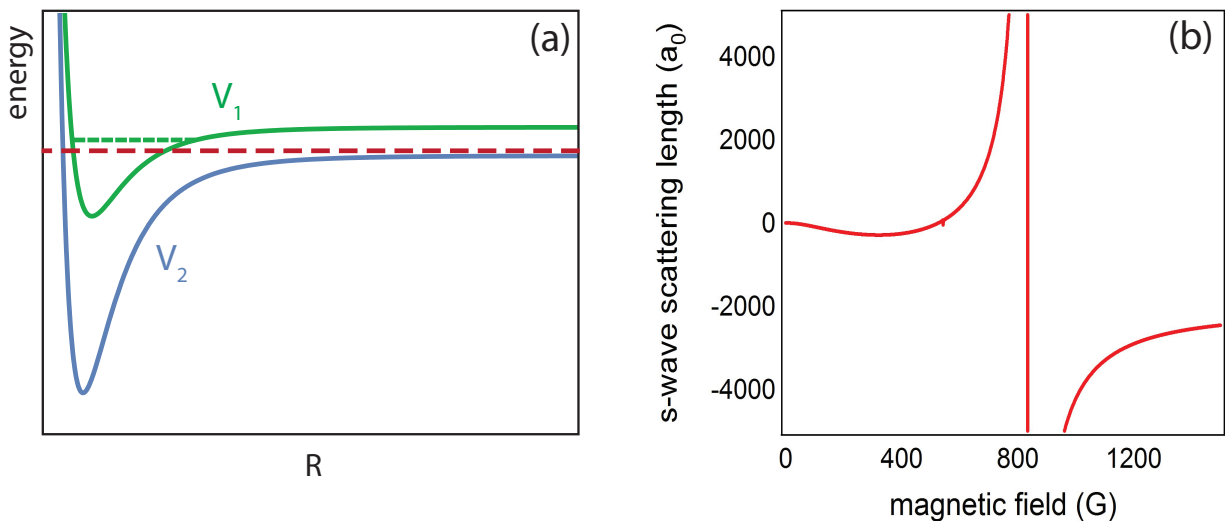 (a)
energy
V₁
V₂
R
(b)
s-wave scattering length (a₀)
4000
2000
0
-2000
-4000
0 400 800 1200
magnetic field (G)